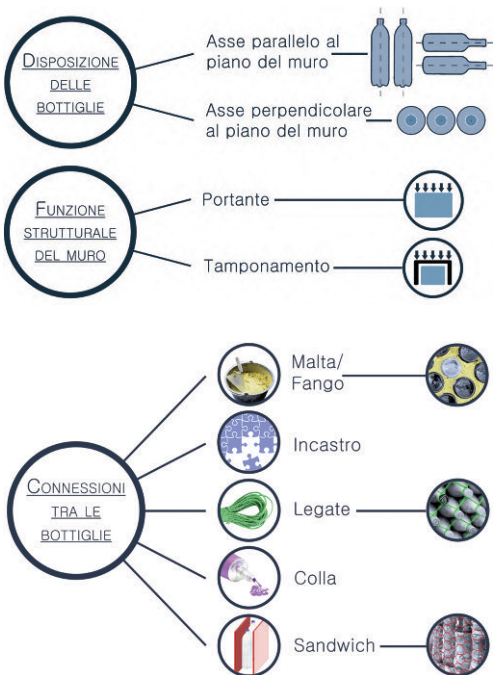 DISPOSIZIONE
DELLE
BOTTIGLIE
Asse parallelo al
piano del muro
Asse perpendicolare
al piano del muro
FUNZIONE
STRUTTURALE
DEL MURO
Portante
Tamponamento
CONNESSIONI
TRA LE
BOTTIGLIE
Malta/
Fango
Incastro
Legate
Colla
Sandwich